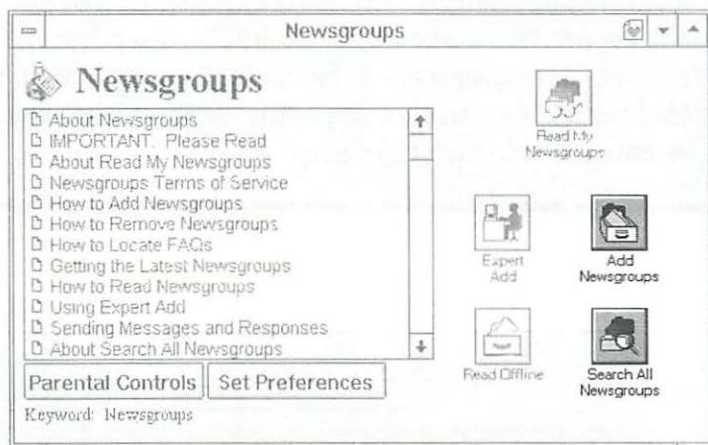 Newsgroups
Newsgroups
About Newsgroups
IMPORTANT. Please Read
About Read My Newsgroups
Newsgroups Terms of Service
How to Add Newsgroups
How to Remove Newsgroups
How to Locate FAQs
Getting the Latest Newsgroups
How to Read Newsgroups
Using Expert Add
Sending Messages and Responses
About Search All Newsgroups
Parental Controls
Set Preferences
Keyword: Newsgroups
Read My
Newsgroups
Expert
Add
Add
Newsgroups
Read Offline
Search All
Newsgroups